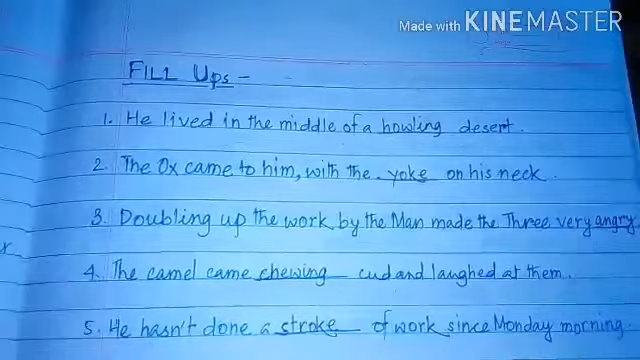 Made with KINEMASTER
FILL Ups -
1. He lived in the middle of a howling desert.
2. The Ox came to him, with the yoke on his neck.
3. Doubling up the work by the Man made the Three very angry.
4. The camel came chewing cud and laughed at them.
5. He hasn't done a stroke of work since Monday morning.